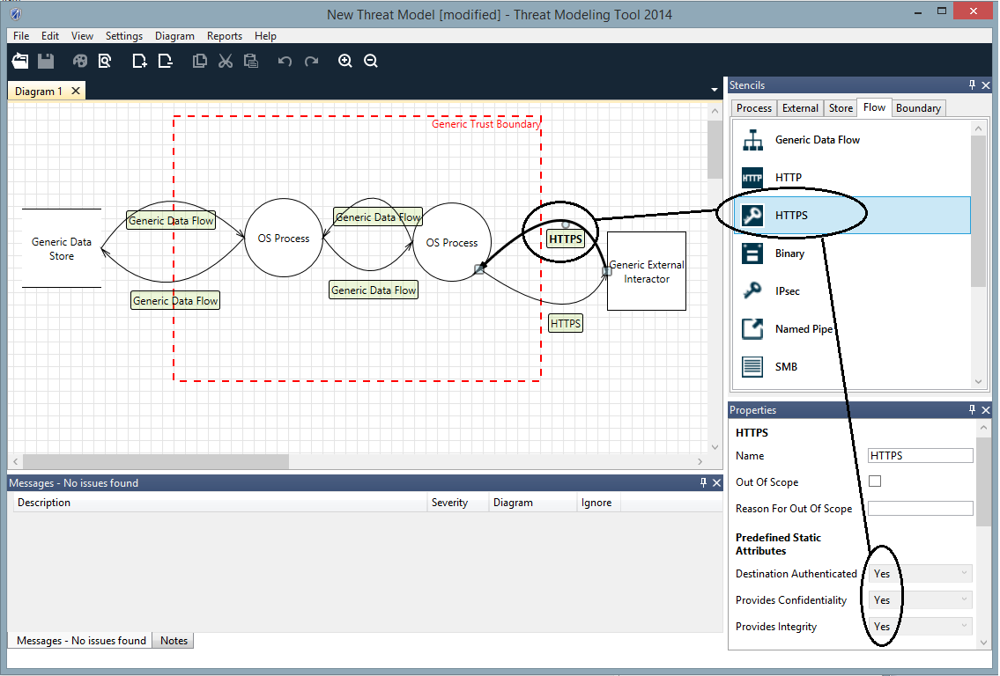 New Threat Model [modified] - Threat Modeling Tool 2014
File Edit View Settings Diagram Reports Help
Diagram 1
Generic Trust Boundary
Generic Data Flow
Generic Data Flow
HTTPS
Generic Data
Store
OS Process
OS Process
Generic External
Interactor
Generic Data Flow
Generic Data Flow
HTTPS
Stencils
Process External Store Flow Boundary
Generic Data Flow
HTTP
HTTP
HTTPS
Binary
IPsec
Named Pipe
SMB
Properties
HTTPS
Name HTTPS
Out Of Scope
Reason For Out Of Scope
Predefined Static
Attributes
Destination Authenticated Yes
Provides Confidentiality Yes
Provides Integrity Yes
Messages - No issues found
Description Severity Diagram Ignore
Messages - No issues found Notes